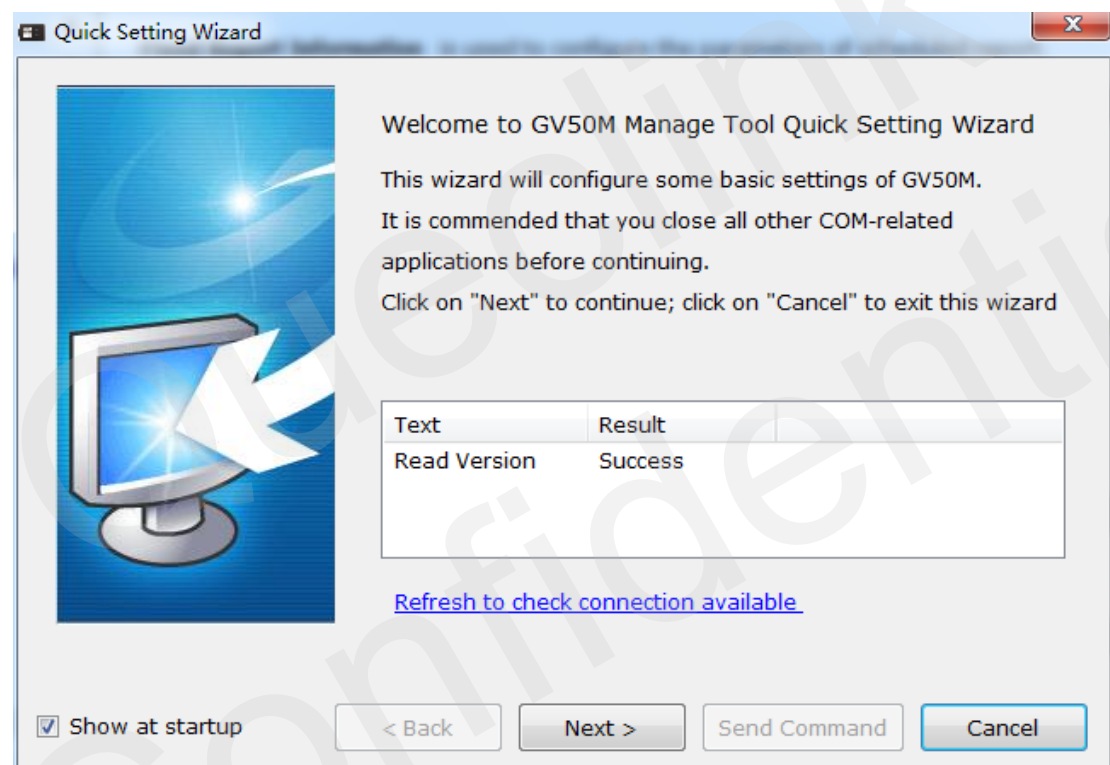 Quick Setting Wizard
Welcome to GV50M Manage Tool Quick Setting Wizard
This wizard will configure some basic settings of GV50M.
It is commended that you close all other COM-related
applications before continuing.
Click on "Next" to continue; click on "Cancel" to exit this wizard
Text Result
Read Version Success
Refresh to check connection available
Show at startup < Back Next > Send Command Cancel
Queclink
Confidenti